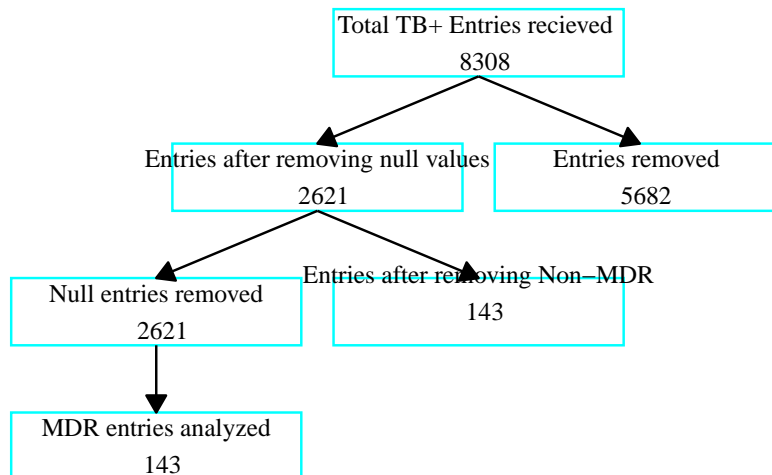 Total TB+ Entries recieved
8308
Entries after removing null values
2621
Entries removed
5682
Null entries removed
2621
Entries after removing Non−MDR
143
MDR entries analyzed
143